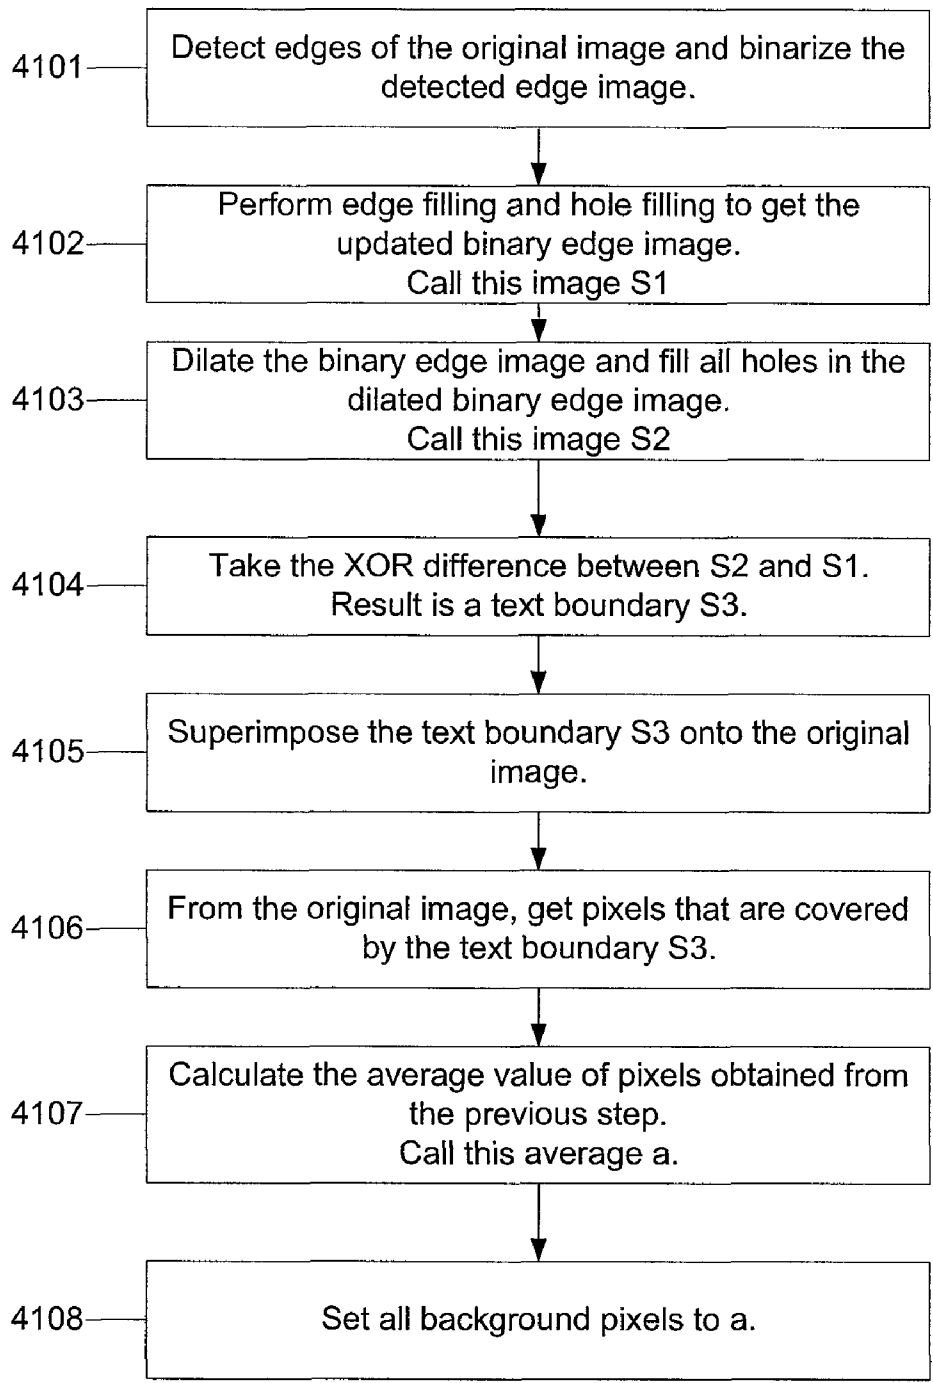 4101
Detect edges of the original image and binarize the
detected edge image.
4102
Perform edge filling and hole filling to get the
updated binary edge image.
Call this image S1
4103
Dilate the binary edge image and fill all holes in the
dilated binary edge image.
Call this image S2
4104
Take the XOR difference between S2 and S1.
Result is a text boundary S3.
4105
Superimpose the text boundary S3 onto the original
image.
4106
From the original image, get pixels that are covered
by the text boundary S3.
4107
Calculate the average value of pixels obtained from
the previous step.
Call this average a.
4108
Set all background pixels to a.